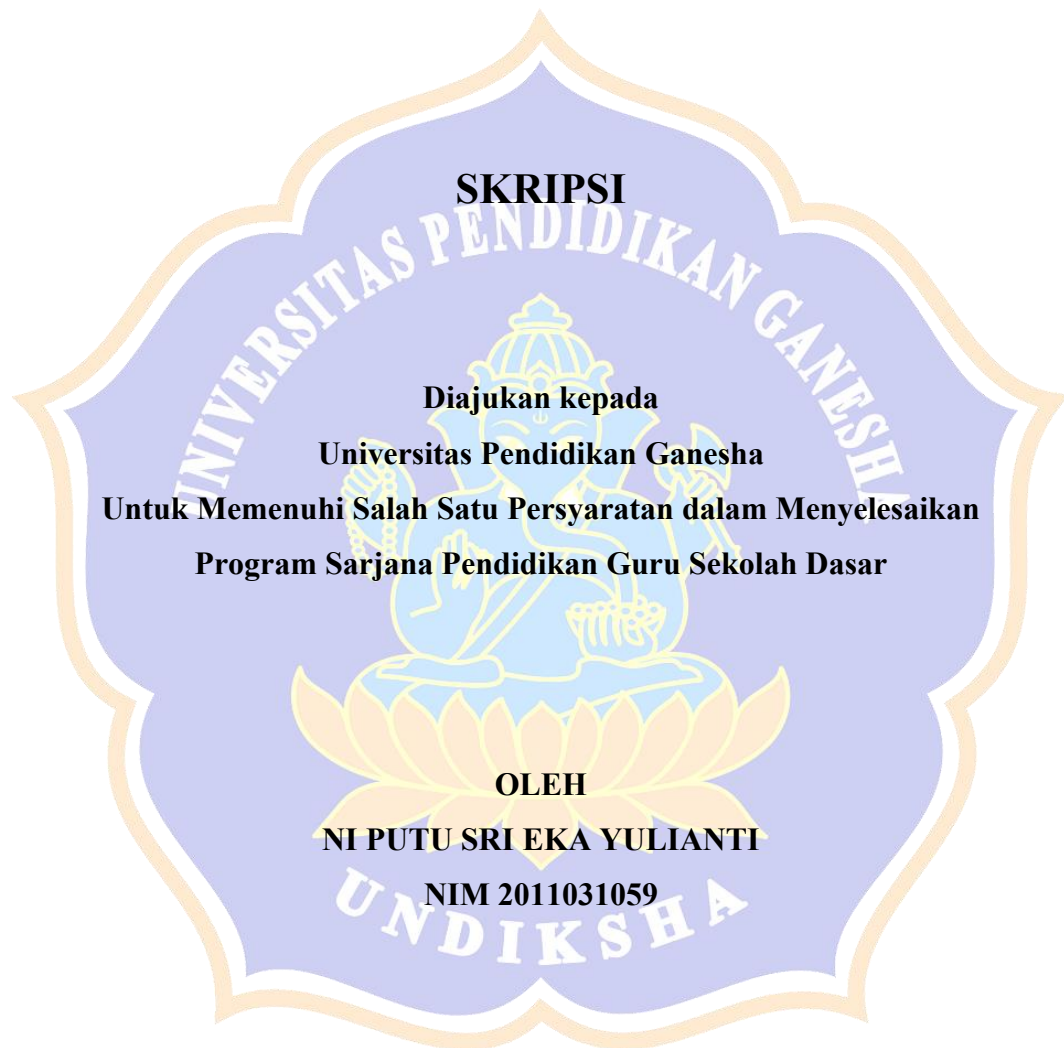 SKRIPSI
UNIVERSITAS PENDIDIKAN GANESHA
Diajukan kepada
Universitas Pendidikan Ganesha
Untuk Memenuhi Salah Satu Persyaratan dalam Menyelesaikan
Program Sarjana Pendidikan Guru Sekolah Dasar
OLEH
NI PUTU SRI EKA YULIANTI
NIM 2011031059
UNDIKSHA